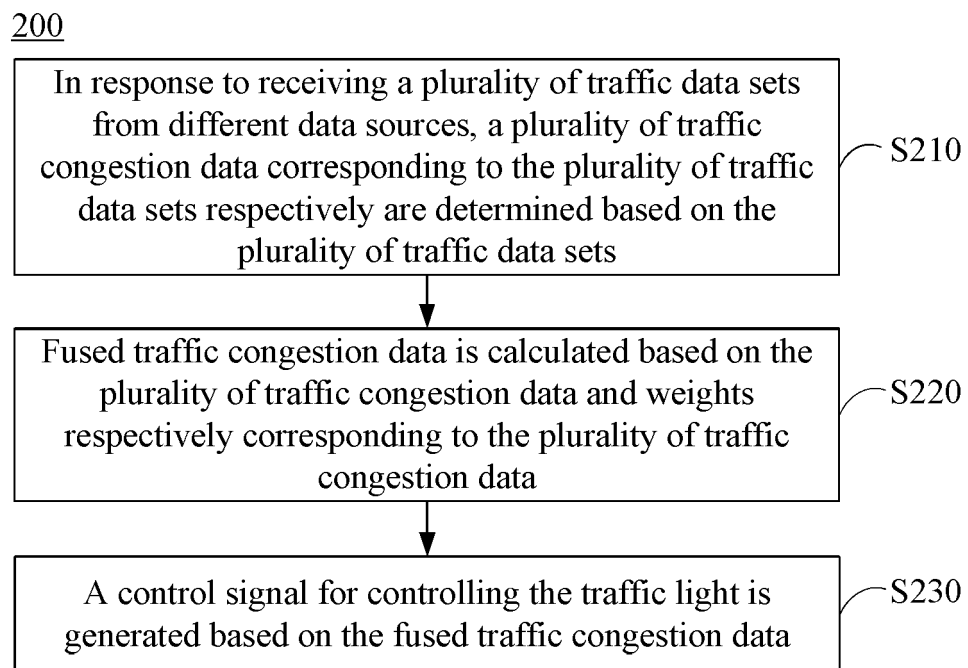 200
In response to receiving a plurality of traffic data sets
from different data sources, a plurality of traffic
congestion data corresponding to the plurality of traffic
data sets respectively are determined based on the
plurality of traffic data sets
S210
Fused traffic congestion data is calculated based on the
plurality of traffic congestion data and weights
respectively corresponding to the plurality of traffic
congestion data
S220
A control signal for controlling the traffic light is
generated based on the fused traffic congestion data
S230